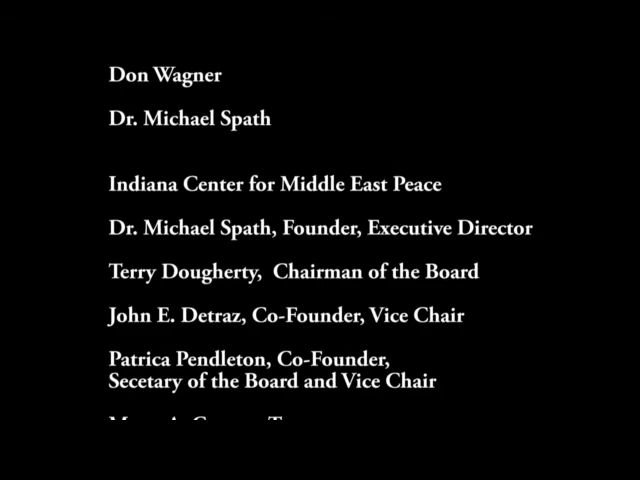 Don Wagner
Dr. Michael Spath
Indiana Center for Middle East Peace
Dr. Michael Spath, Founder, Executive Director
Terry Dougherty,  Chairman of the Board
John E. Detraz, Co-Founder, Vice Chair
Patrica Pendleton, Co-Founder,
Secetary of the Board and Vice Chair